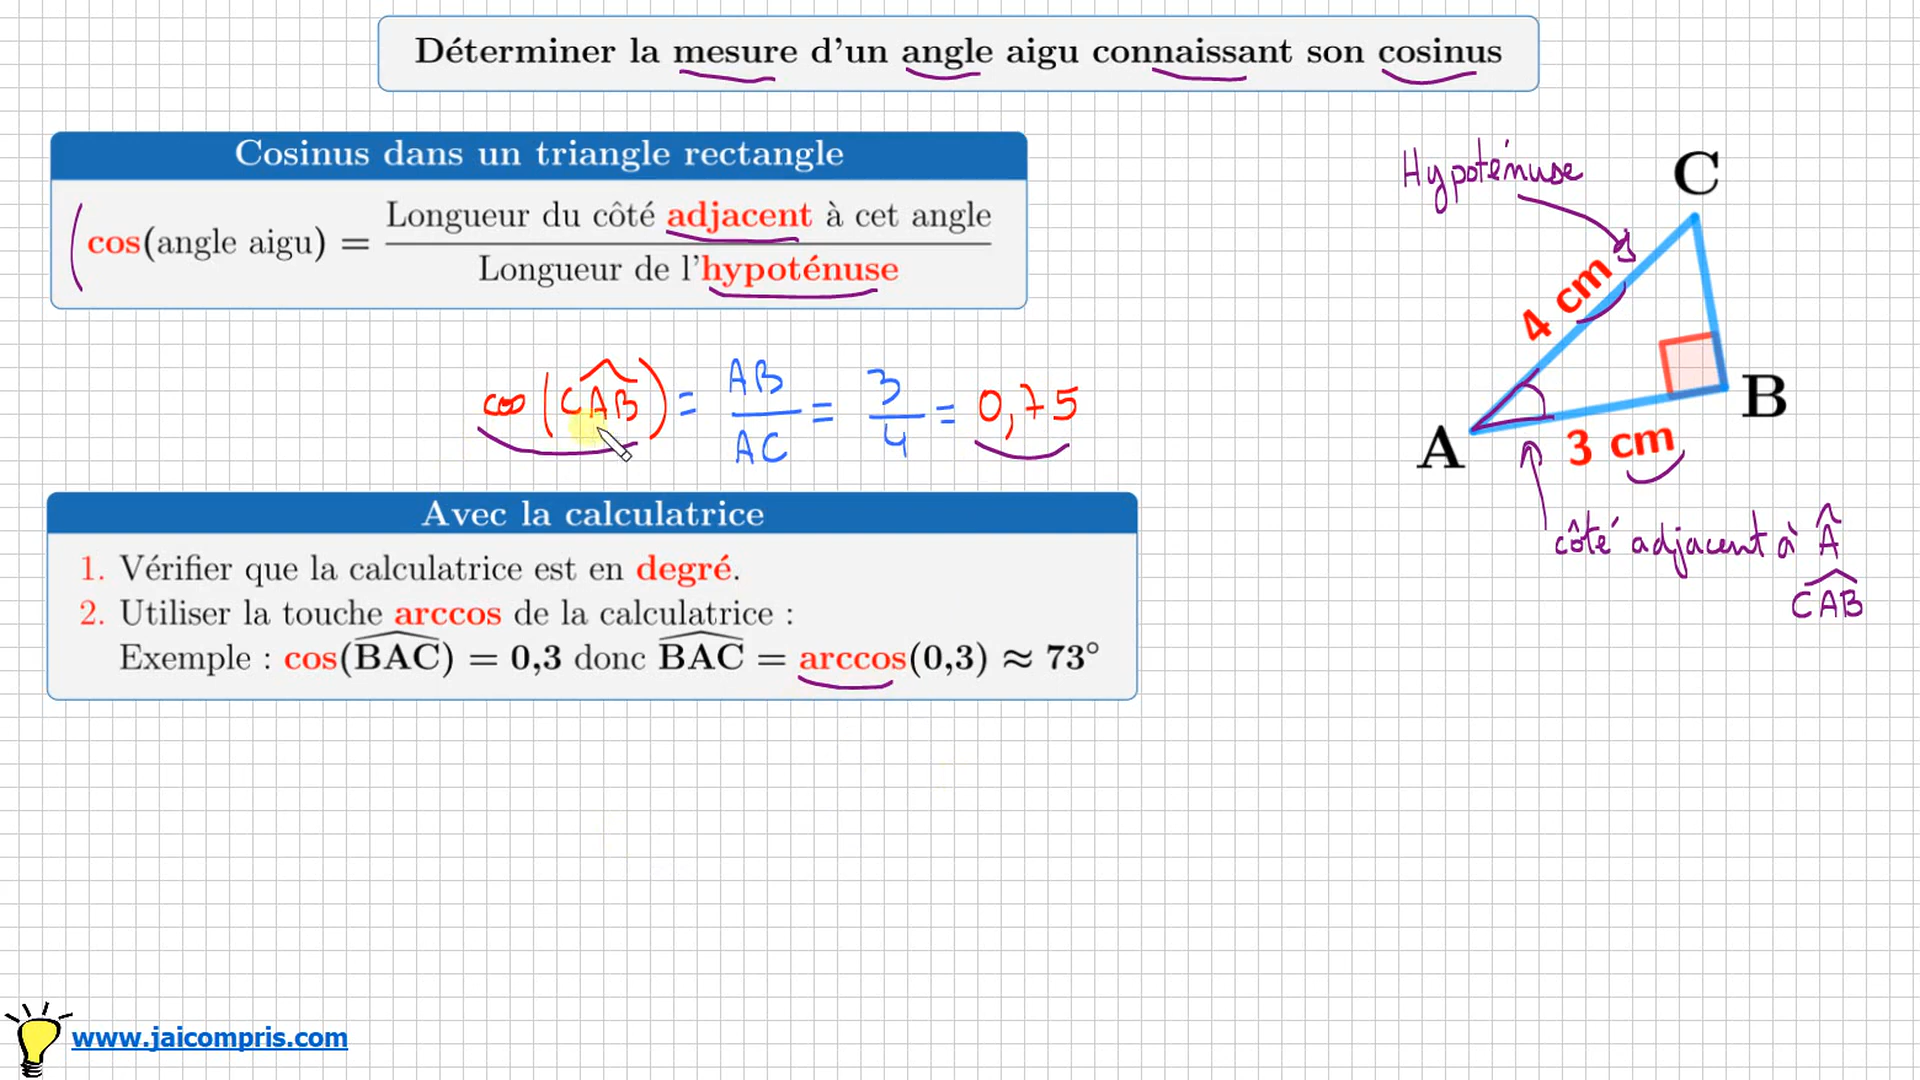 Déterminer la mesure d'un angle aigu connaissant son cosinus
Cosinus dans un triangle rectangle
cos(angle aigu) = Longueur du côté adjacent à cet angle
Longueur de l'hypoténuse
cos (CAB) = AB / AC = 3 / 4 = 0,75
Avec la calculatrice
1. Vérifier que la calculatrice est en degré.
2. Utiliser la touche arccos de la calculatrice :
Exemple : cos(B͡AC) = 0,3 donc B͡AC = arccos(0,3) ≈ 73°
Hypoténuse
C
4 cm
B
A
3 cm
côté adjacent à Â
CAB
www.jaicompris.com